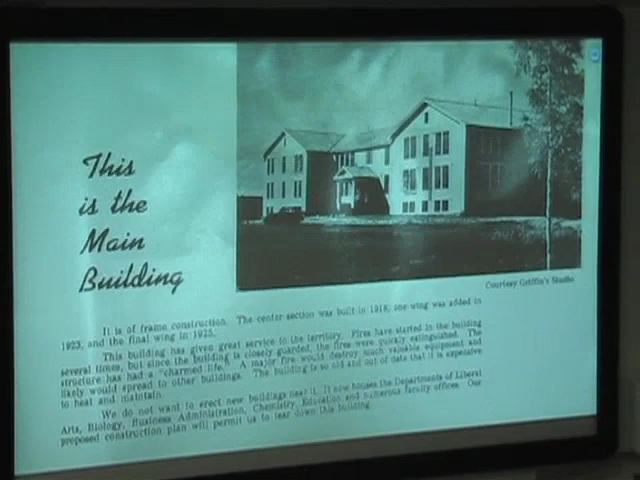 This
is the
Main
Building
Courtesy Griffin's Studio
It is of frame construction. The center section was built in 1918, one wing was added in
1923, and the final wing in 1925.
This building has given great service to the territory. Fires have started in the building
several times, but since the building is closely guarded, the fires were quickly extinguished. The
structure has had a "charmed life." A major fire would destroy much valuable equipment and
likely would spread to other buildings. The building is so old and out of date that it is expensive
to heat and maintain.
We do not want to erect new buildings near it. It now houses the Departments of Liberal
Arts, Biology, Business Administration, Chemistry, Education and numerous faculty offices. Our
proposed construction plan will permit us to tear down this building.